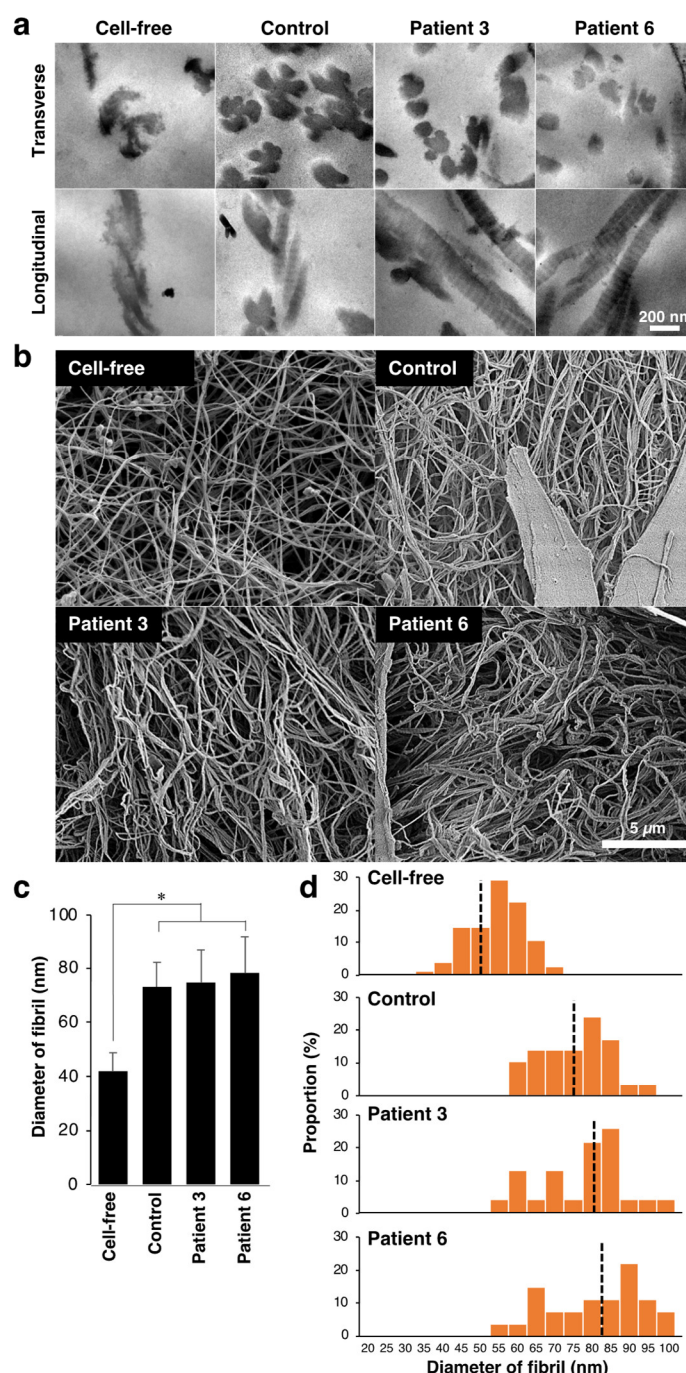 a
Cell-free Control Patient 3 Patient 6
Transverse
Longitudinal
200 nm
b
Cell-free
Control
Patient 3
Patient 6
5 µm
c
*
Diameter of fibril (nm)
100
80
60
40
20
0
Cell-free
Control
Patient 3
Patient 6
d
Proportion (%)
Cell-free
30
20
10
0
Control
30
20
10
0
Patient 3
30
20
10
0
Patient 6
30
20
10
0
20 25 30 35 40 45 50 55 60 65 70 75 80 85 90 95 100
Diameter of fibril (nm)